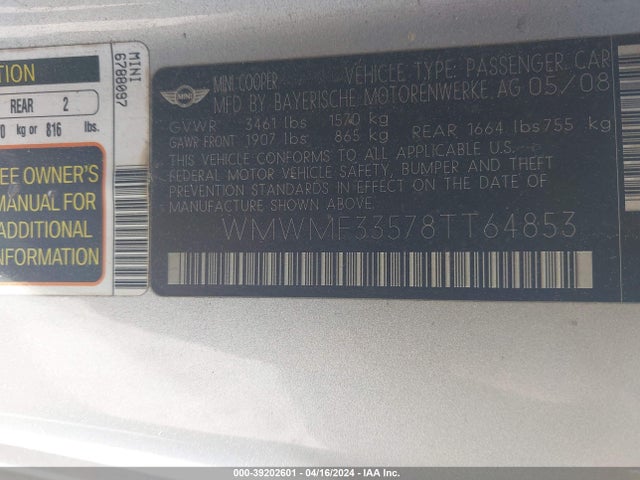 TION
REAR 2
0 kg or 816 lbs.
EE OWNER'S
MANUAL FOR
ADDITIONAL
INFORMATION
MINI
6788097
MINI
MINI COOPER VEHICLE TYPE: PASSENGER CAR
MFD BY BAYERISCHE MOTORENWERKE, AG 05/08
GVWR 3461 lbs 1570 kg
GAWR FRONT 1907 lbs 865 kg REAR 1664 lbs 755 kg
THIS VEHICLE CONFORMS TO ALL APPLICABLE
FEDERAL MOTOR VEHICLE SAFETY, BUMPER AND THEFT
PREVENTION STANDARDS IN EFFECT ON THE DATE OF
MANUFACTURE SHOWN ABOVE.
WMWMF33578TT64853
000-39202601 - 04/16/2024 - IAA Inc.